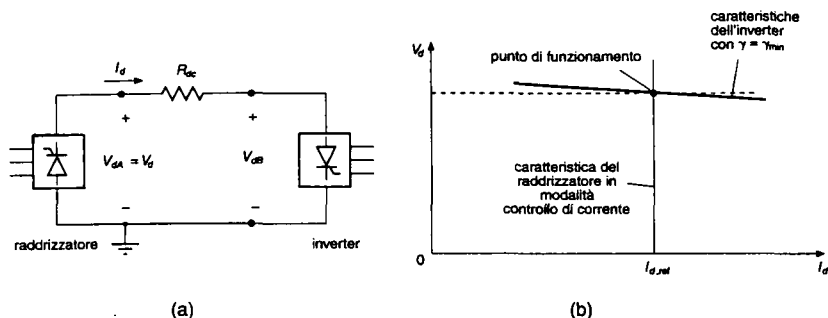 I_d
R_dc
+
+
V_dA = V_d
V_dB
−
−
raddrizzatore
inverter
(a)
V_d
punto di funzionamento
caratteristiche
dell'inverter
con γ = γ_min
caratteristica del
raddrizzatore in
modalità
controllo di corrente
0
I_d,ref
I_d
(b)